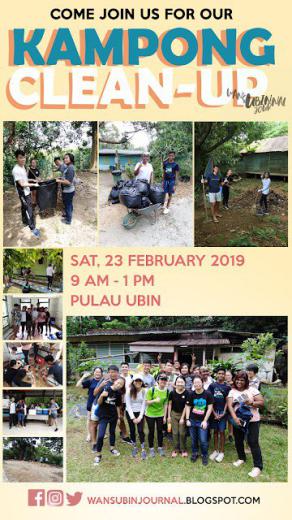 COME JOIN US FOR OUR
KAMPONG
CLEAN-UP
SAT, 23 FEBRUARY 2019
9 AM - 1 PM
PULAU UBIN
WANSUBINJOURNAL.BLOGSPOT.COM